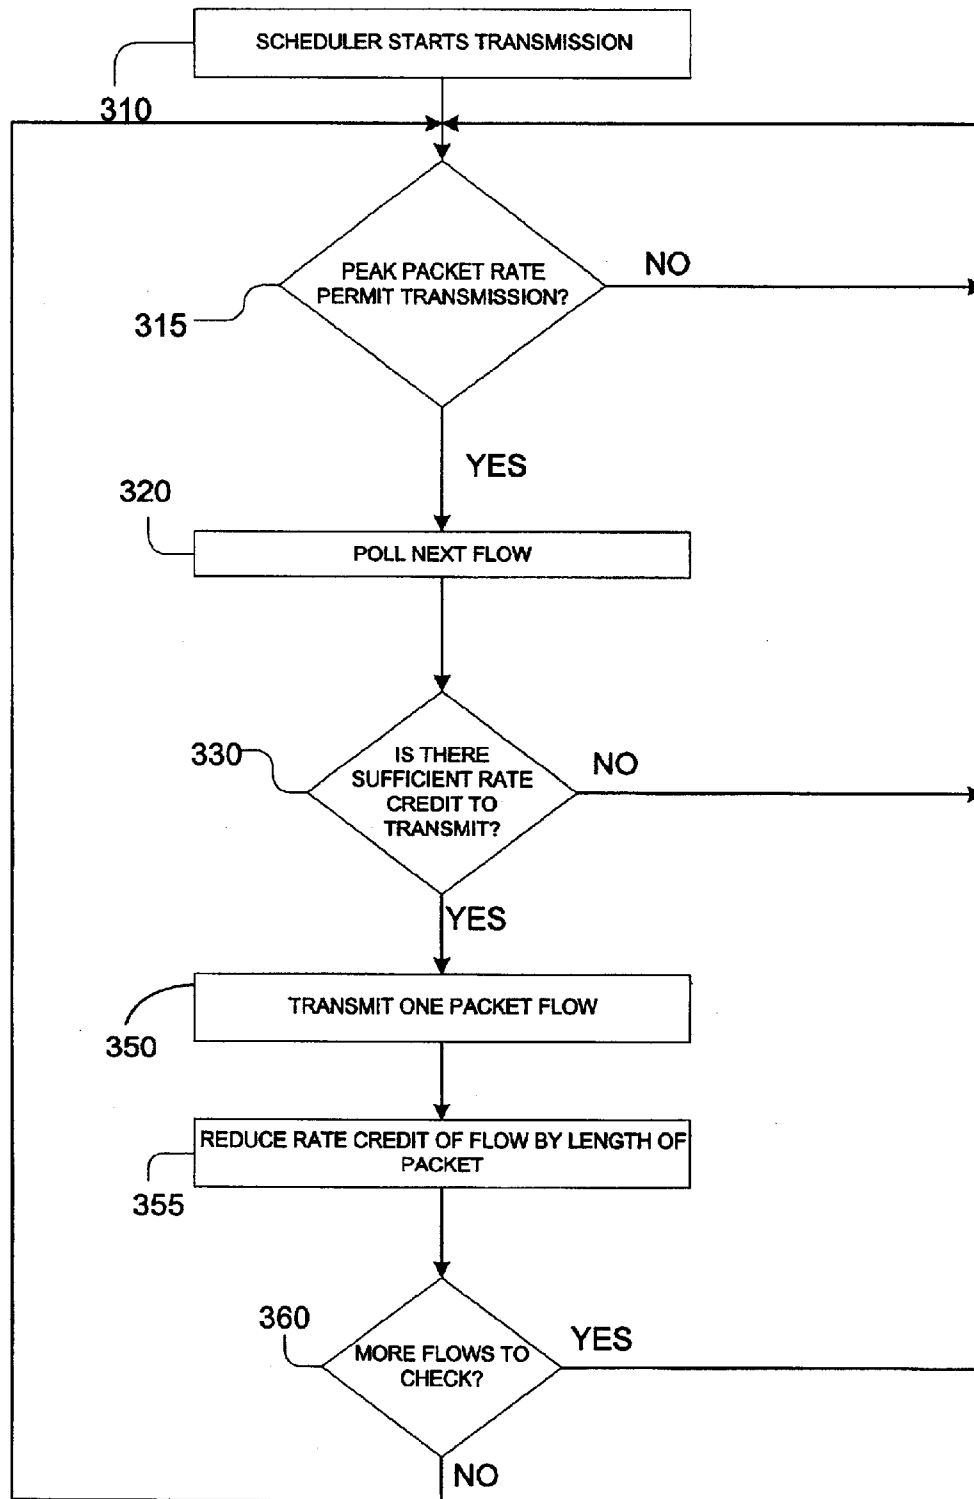 SCHEDULER STARTS TRANSMISSION
310
PEAK PACKET RATE
PERMIT TRANSMISSION?
NO
315
YES
320
POLL NEXT FLOW
330
IS THERE
SUFFICIENT RATE
CREDIT TO
TRANSMIT?
NO
YES
TRANSMIT ONE PACKET FLOW
350
REDUCE RATE CREDIT OF FLOW BY LENGTH OF
PACKET
355
360
MORE FLOWS TO
CHECK?
YES
NO